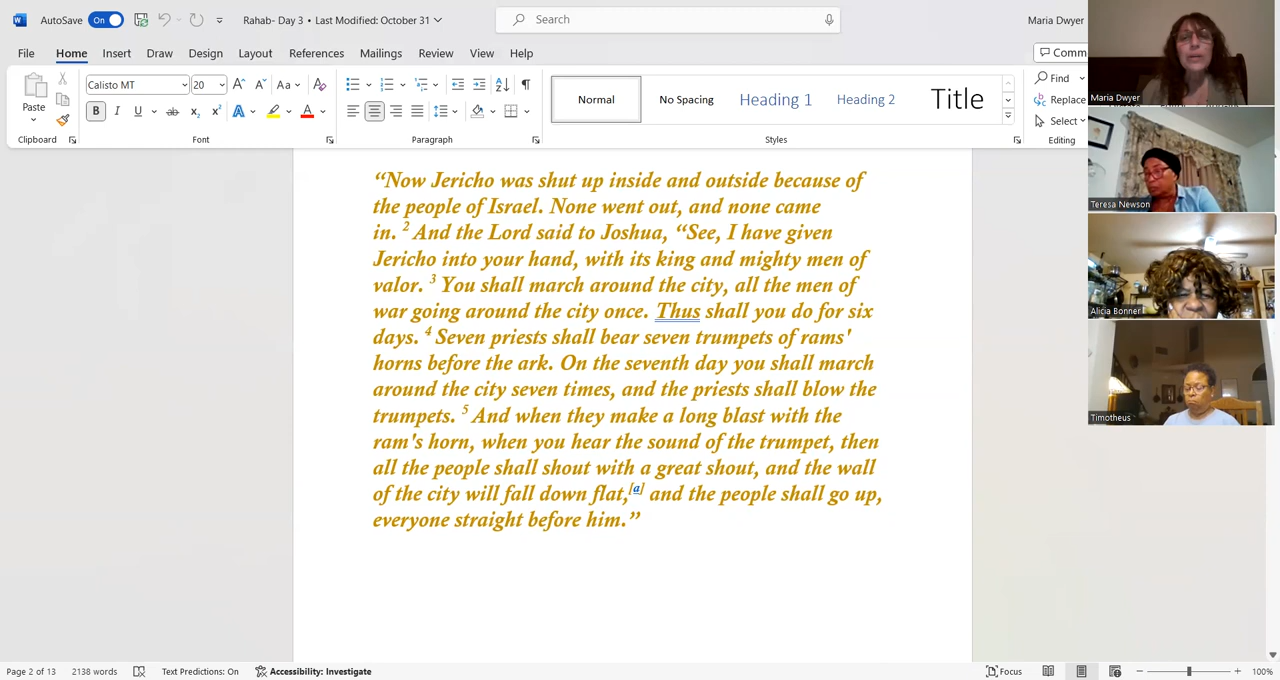 AutoSave On Rahab- Day 3 • Last Modified: October 31 Search Maria Dwyer
File Home Insert Draw Design Layout References Mailings Review View Help Comm
Paste Calisto MT 20 Aa Normal No Spacing Heading 1 Heading 2 Title Find
Replace
Select
Clipboard Font Paragraph Styles Editing
Maria Dwyer
Teresa Newson
Alicia Bonner
Timotheus
“Now Jericho was shut up inside and outside because of
the people of Israel. None went out, and none came
in. 2 And the Lord said to Joshua, “See, I have given
Jericho into your hand, with its king and mighty men of
valor. 3 You shall march around the city, all the men of
war going around the city once. Thus shall you do for six
days. 4 Seven priests shall bear seven trumpets of rams'
horns before the ark. On the seventh day you shall march
around the city seven times, and the priests shall blow the
trumpets. 5 And when they make a long blast with the
ram's horn, when you hear the sound of the trumpet, then
all the people shall shout with a great shout, and the wall
of the city will fall down flat,[a] and the people shall go up,
everyone straight before him.”
Page 2 of 13 2138 words Text Predictions: On Accessibility: Investigate Focus 100%